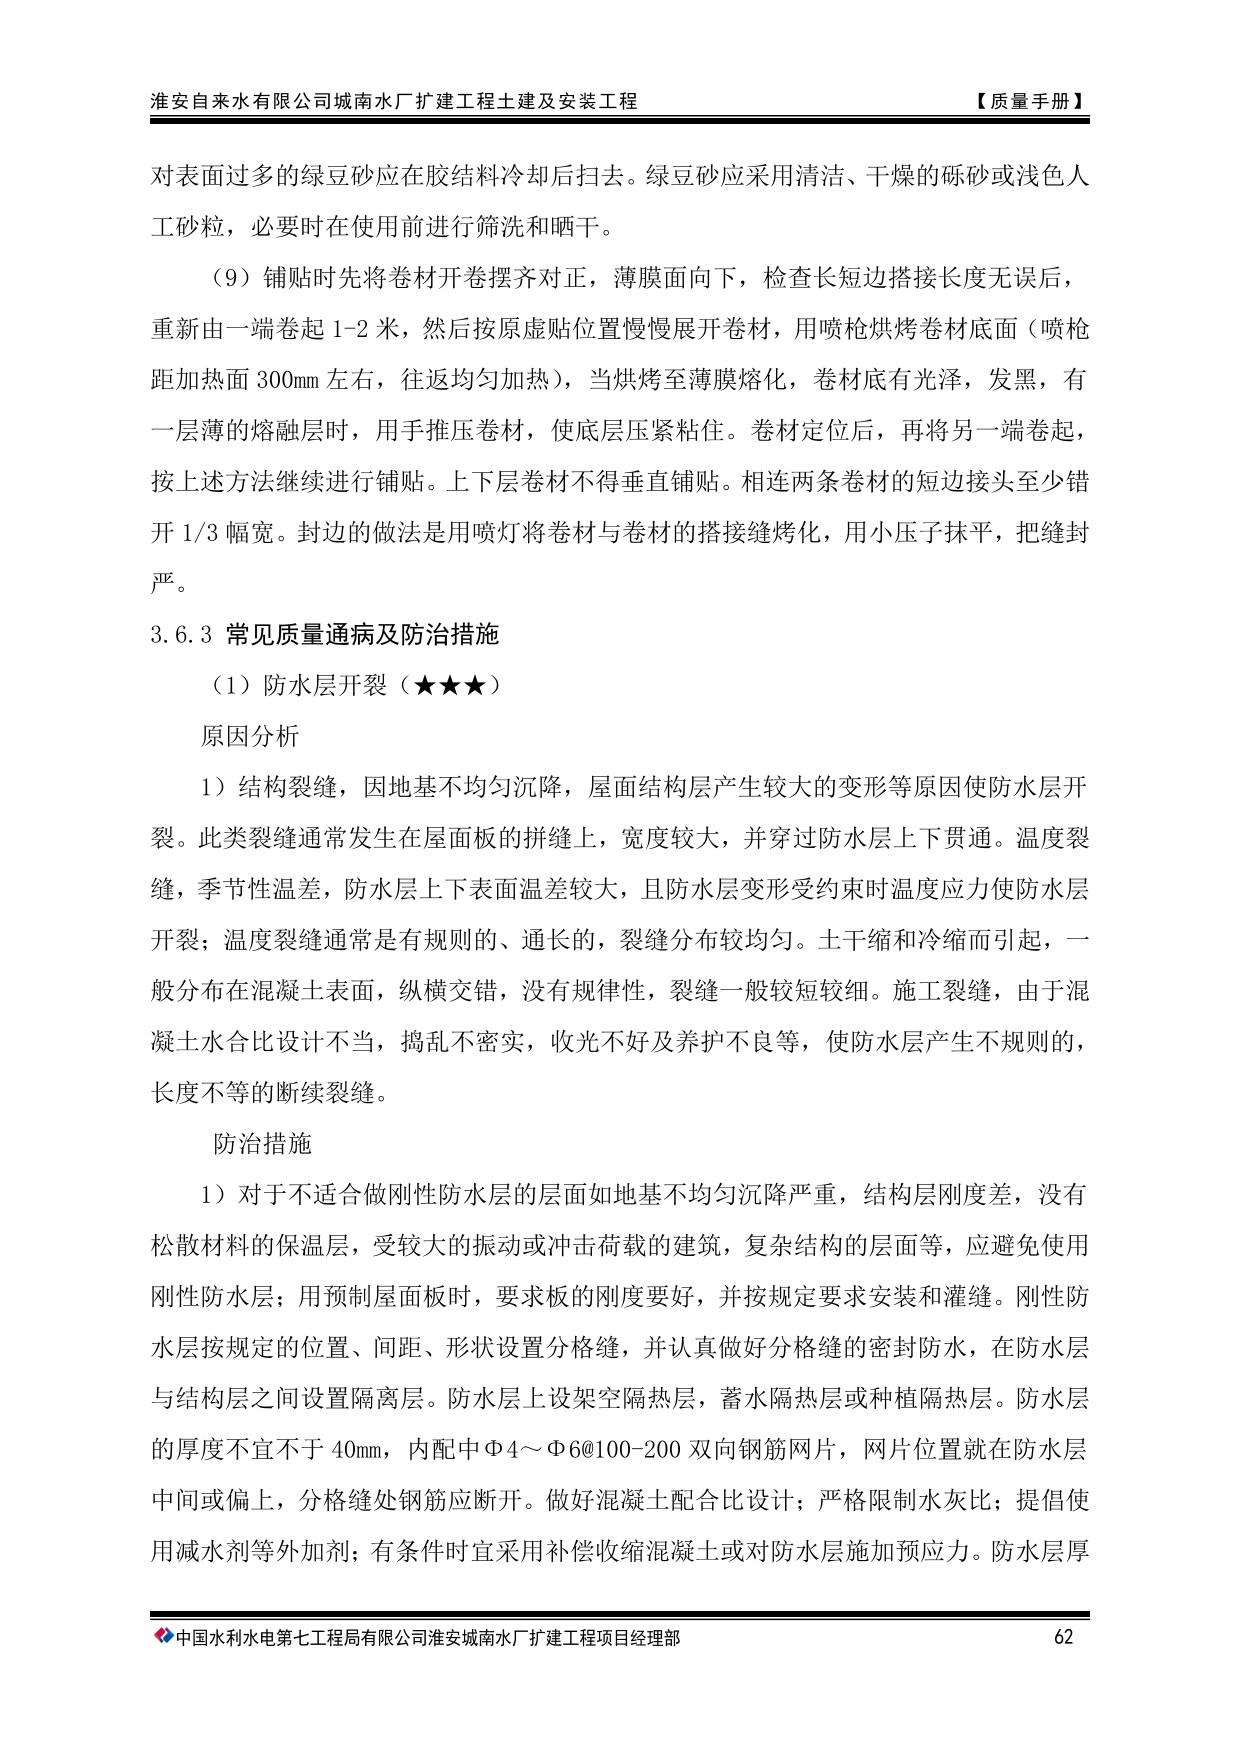 淮安自来水有限公司城南水厂扩建工程土建及安装工程 【质量手册】
对表面过多的绿豆砂应在胶结料冷却后扫去。绿豆砂应采用清洁、干燥的砾砂或浅色人
工砂粒，必要时在使用前进行筛洗和晒干。
（9）铺贴时先将卷材开卷摆齐对正，薄膜面向下，检查长短边搭接长度无误后，
重新由一端卷起 1-2 米，然后按原虚贴位置慢慢展开卷材，用喷枪烘烤卷材底面（喷枪
距加热面 300mm 左右，往返均匀加热），当烘烤至薄膜熔化，卷材底有光泽，发黑，有
一层薄的熔融层时，用手推压卷材，使底层压紧粘住。卷材定位后，再将另一端卷起，
按上述方法继续进行铺贴。上下层卷材不得垂直铺贴。相连两条卷材的短边接头至少错
开 1/3 幅宽。封边的做法是用喷灯将卷材与卷材的搭接缝烤化，用小压子抹平，把缝封
严。
3.6.3 常见质量通病及防治措施
（1）防水层开裂（★★★）
原因分析
1）结构裂缝，因地基不均匀沉降，屋面结构层产生较大的变形等原因使防水层开
裂。此类裂缝通常发生在屋面板的拼缝上，宽度较大，并穿过防水层上下贯通。温度裂
缝，季节性温差，防水层上下表面温差较大，且防水层变形受约束时温度应力使防水层
开裂；温度裂缝通常是有规则的、通长的，裂缝分布较均匀。土干缩和冷缩而引起，一
般分布在混凝土表面，纵横交错，没有规律性，裂缝一般较短较细。施工裂缝，由于混
凝土水合比设计不当，捣乱不密实，收光不好及养护不良等，使防水层产生不规则的，
长度不等的断续裂缝。
防治措施
1）对于不适合做刚性防水层的层面如地基不均匀沉降严重，结构层刚度差，没有
松散材料的保温层，受较大的振动或冲击荷载的建筑，复杂结构的层面等，应避免使用
刚性防水层；用预制屋面板时，要求板的刚度要好，并按规定要求安装和灌缝。刚性防
水层按规定的位置、间距、形状设置分格缝，并认真做好分格缝的密封防水，在防水层
与结构层之间设置隔离层。防水层上设架空隔热层，蓄水隔热层或种植隔热层。防水层
的厚度不宜不于 40mm，内配中Φ4～Φ6@100-200 双向钢筋网片，网片位置就在防水层
中间或偏上，分格缝处钢筋应断开。做好混凝土配合比设计；严格限制水灰比；提倡使
用减水剂等外加剂；有条件时宜采用补偿收缩混凝土或对防水层施加预应力。防水层厚
中国水利水电第七工程局有限公司淮安城南水厂扩建工程项目经理部 62